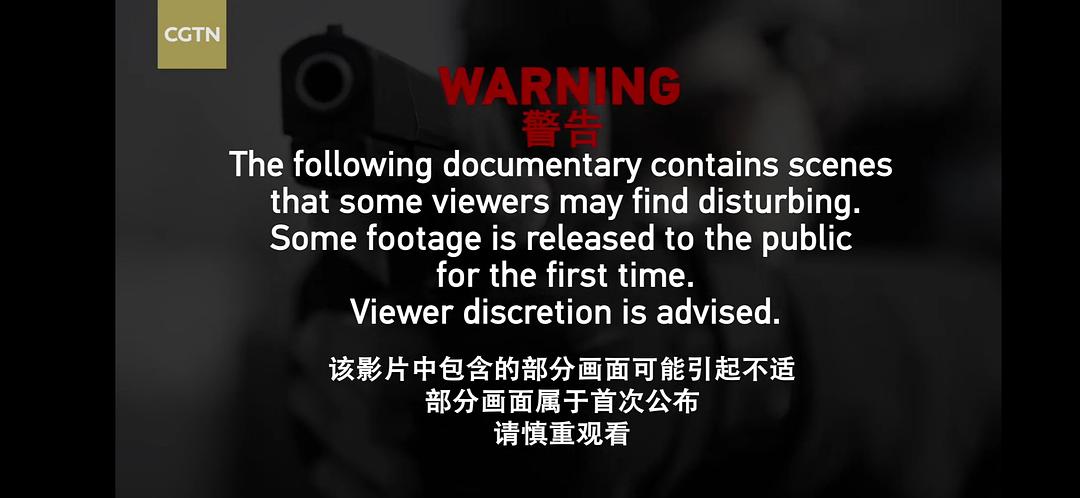 CGTN
WARNING
警告
The following documentary contains scenes
that some viewers may find disturbing.
Some footage is released to the public
for the first time.
Viewer discretion is advised.
该影片中包含的部分画面可能引起不适
部分画面属于首次公布
请慎重观看